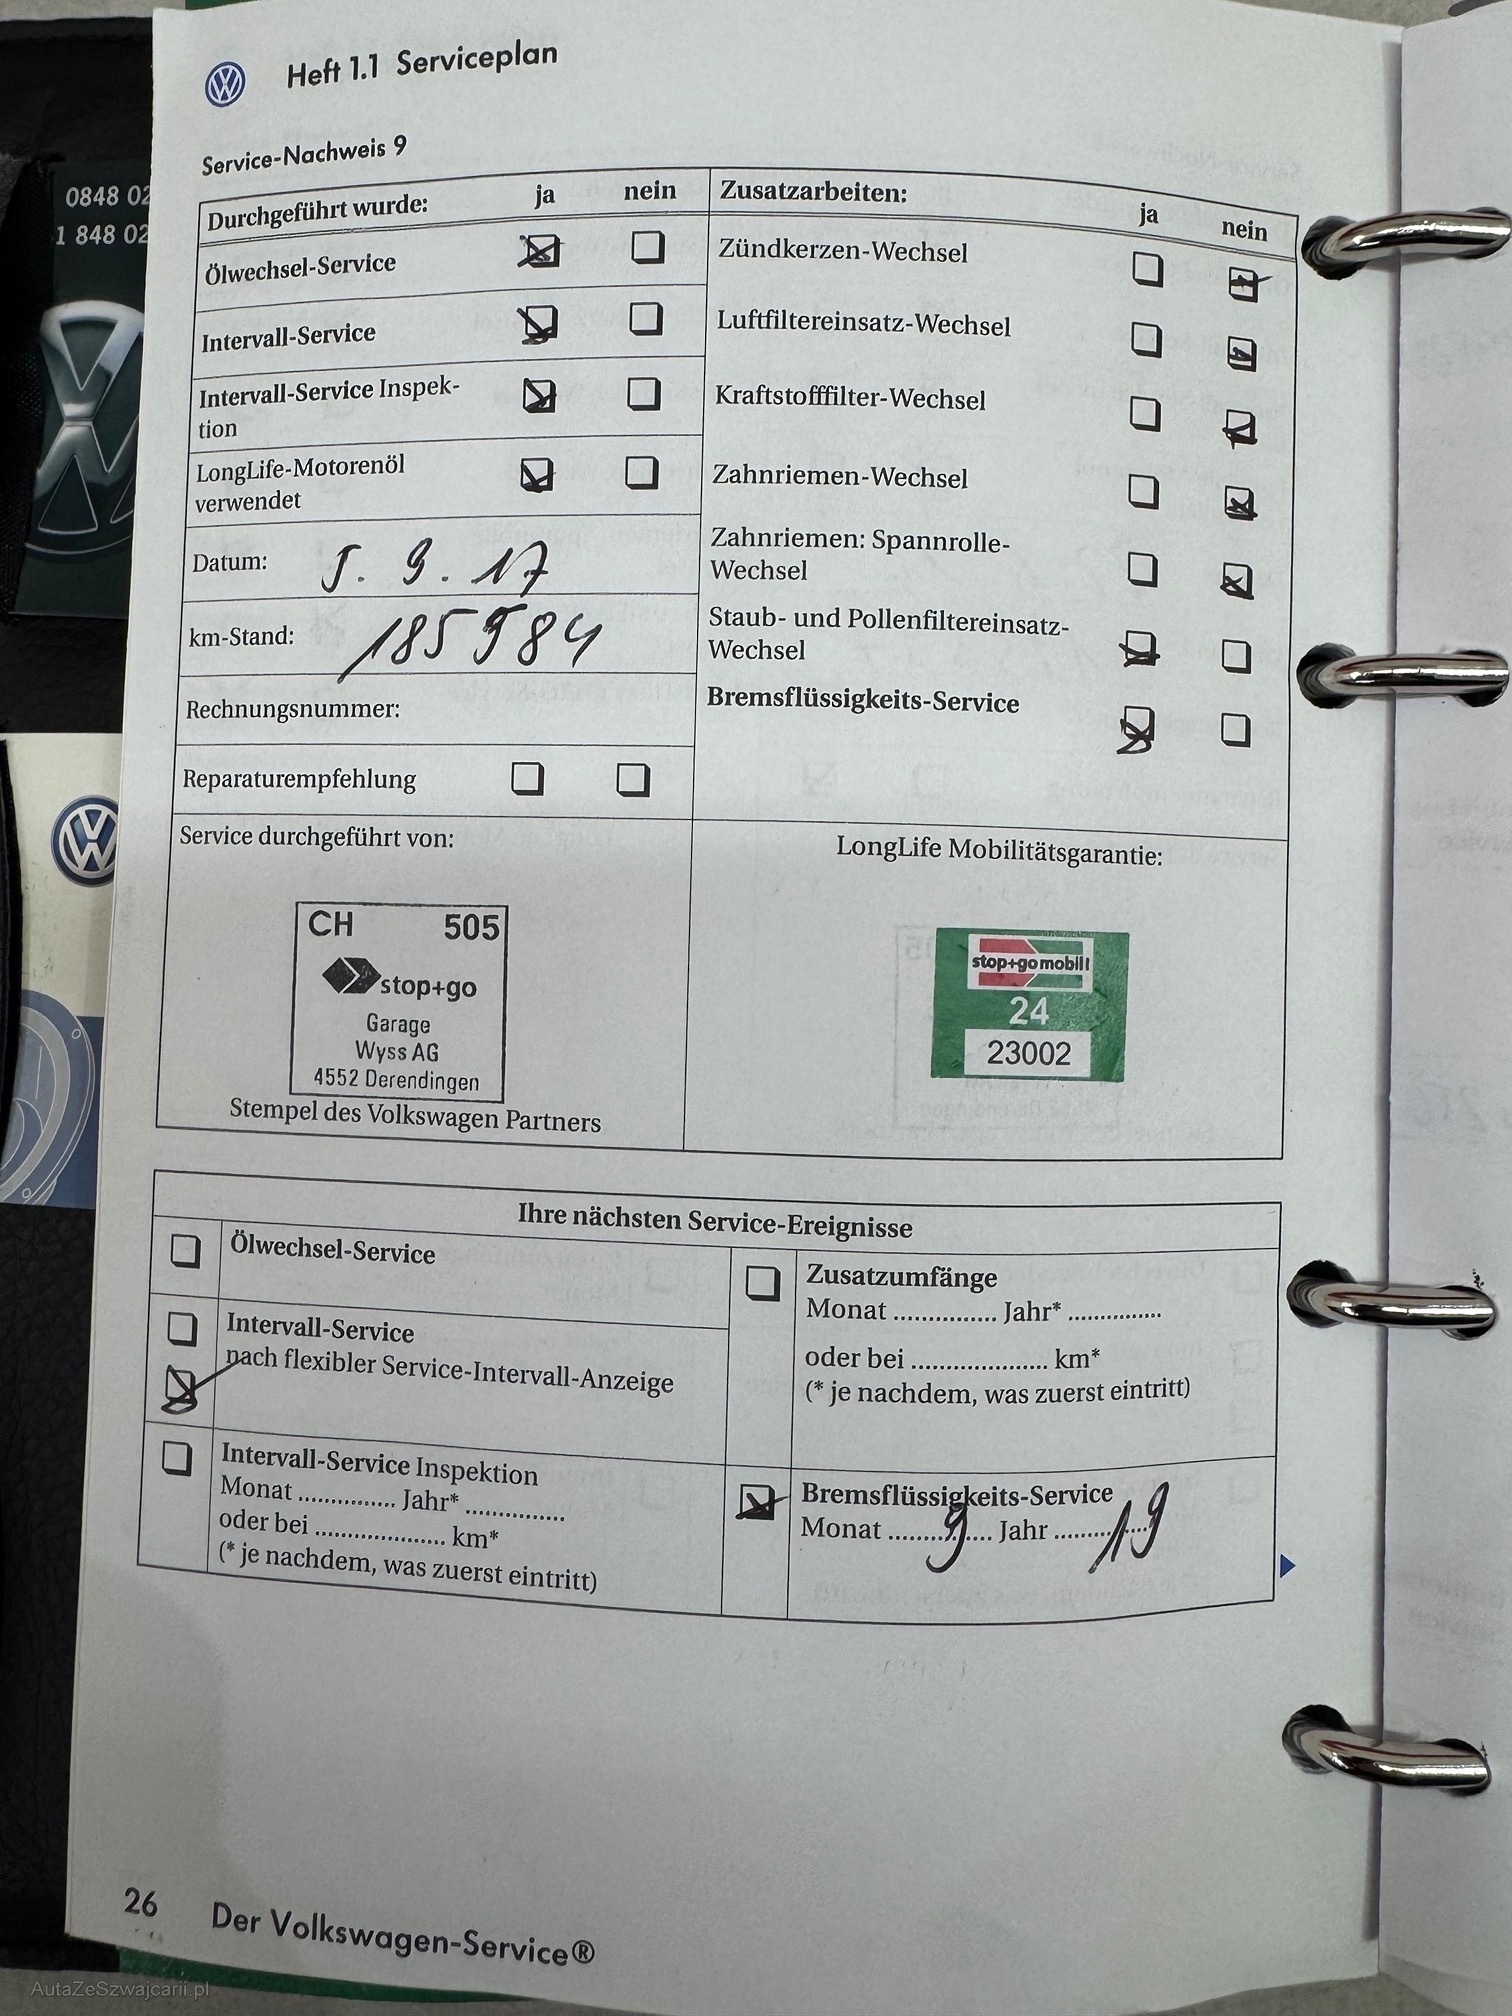 Heft 1.1 Serviceplan
Service-Nachweis 9
0848 02
1 848 02
Durchgeführt wurde: ja nein
Ölwechsel-Service
Intervall-Service
Intervall-Service Inspek-
tion
LongLife-Motorenöl
verwendet
Datum: 5. 9. 17
km-Stand: 185984
Rechnungsnummer:
Reparaturempfehlung
Zusatzarbeiten: ja nein
Zündkerzen-Wechsel
Luftfiltereinsatz-Wechsel
Kraftstofffilter-Wechsel
Zahnriemen-Wechsel
Zahnriemen: Spannrolle-
Wechsel
Staub- und Pollenfiltereinsatz-
Wechsel
Bremsflüssigkeits-Service
Service durchgeführt von:
CH 505
stop+go
Garage
Wyss AG
4552 Derendingen
Stempel des Volkswagen Partners
LongLife Mobilitätsgarantie:
stop+go mobil!
24
23002
Ihre nächsten Service-Ereignisse
Ölwechsel-Service
Intervall-Service
nach flexibler Service-Intervall-Anzeige
Intervall-Service Inspektion
Monat ............... Jahr* ...............
oder bei .................... km*
(* je nachdem, was zuerst eintritt)
Zusatzumfänge
Monat ................ Jahr* ...............
oder bei ..................... km*
(* je nachdem, was zuerst eintritt)
Bremsflüssigkeits-Service
Monat ........9.... Jahr ........19
26 Der Volkswagen-Service®
AutaZeSzwajcarii.pl